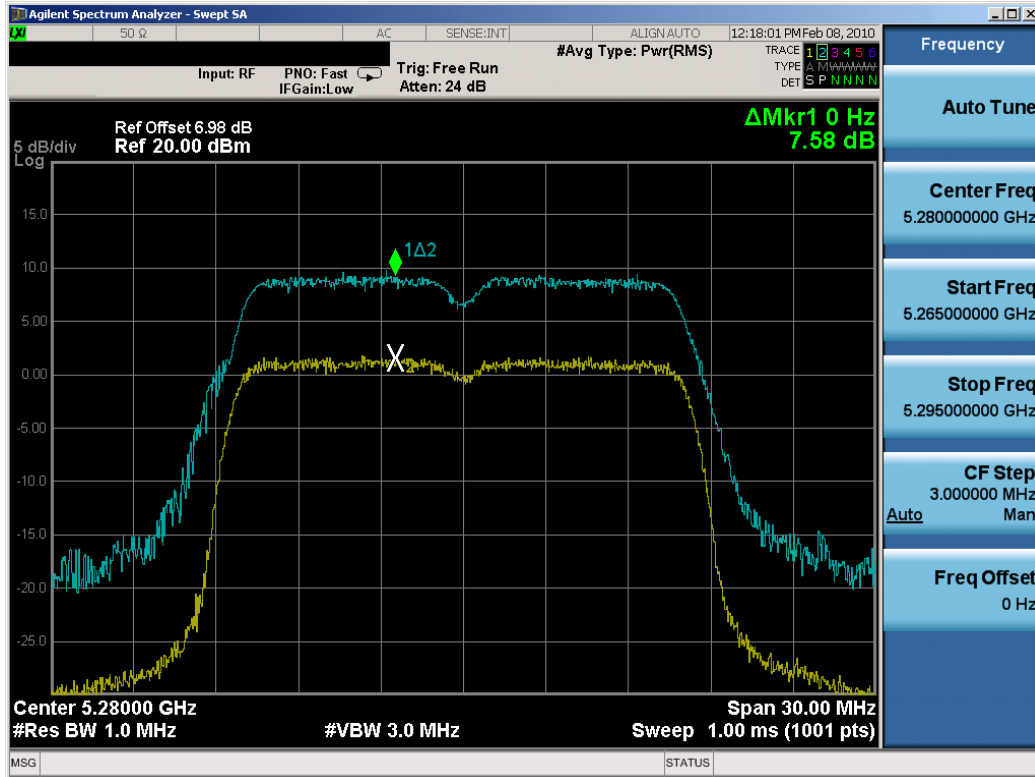 Agilent Spectrum Analyzer - Swept SA
LXI 50 Ω AC SENSE:INT ALIGN AUTO 12:18:01 PM Feb 08, 2010
#Avg Type: Pwr(RMS)
TRACE 1 2 3 4 5 6
TYPE A M W W W W
DET S P N N N N
Input: RF PNO: Fast Trig: Free Run
IFGain:Low Atten: 24 dB
Frequency
Auto Tune
Center Freq
5.280000000 GHz
Start Freq
5.265000000 GHz
Stop Freq
5.295000000 GHz
CF Step
3.000000 MHz
Auto Man
Freq Offset
0 Hz
ΔMkr1 0 Hz
7.58 dB
Ref Offset 6.98 dB
5 dB/div Ref 20.00 dBm
Log
15.0
10.0
5.00
0.00
-5.00
-10.0
-15.0
-20.0
-25.0
1Δ2
X2
Center 5.28000 GHz Span 30.00 MHz
#Res BW 1.0 MHz #VBW 3.0 MHz Sweep 1.00 ms (1001 pts)
MSG STATUS